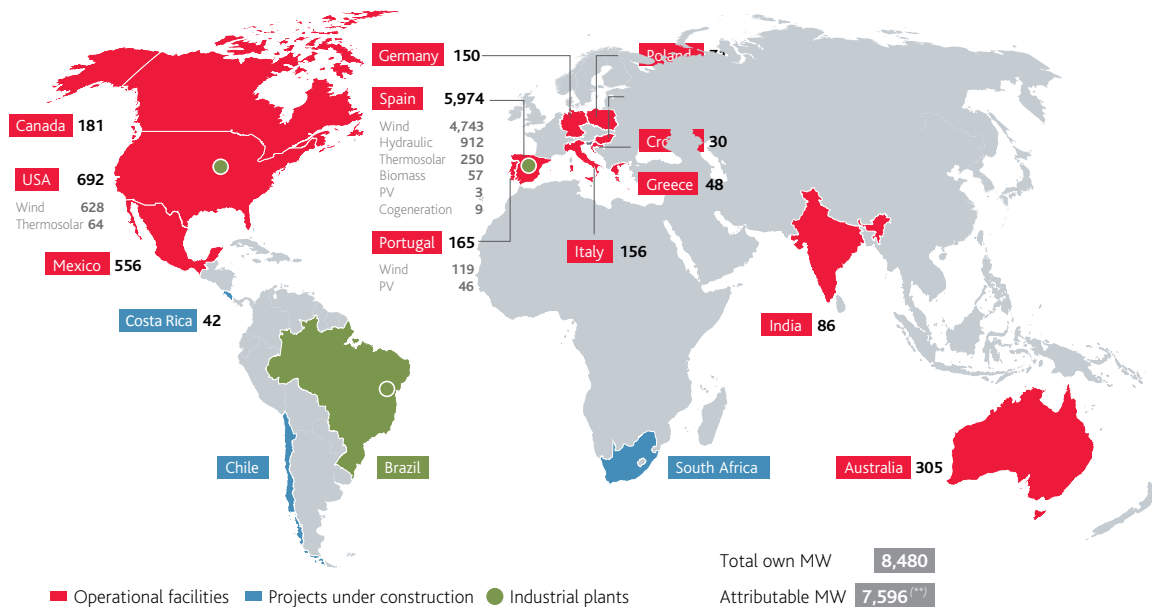 Germany 150
Poland
Spain 5,974
Wind 4,743
Hydraulic 912
Thermosolar 250
Biomass 57
PV 3
Cogeneration 9
Canada 181
USA 692
Wind 628
Thermosolar 64
30
Greece 48
Portugal 165
Wind 119
PV 46
Italy 156
Mexico 556
Costa Rica 42
India 86
Chile
Brazil
South Africa
Australia 305
Total own MW 8,480
Attributable MW 7,596 (**)
Operational facilities Projects under construction Industrial plants